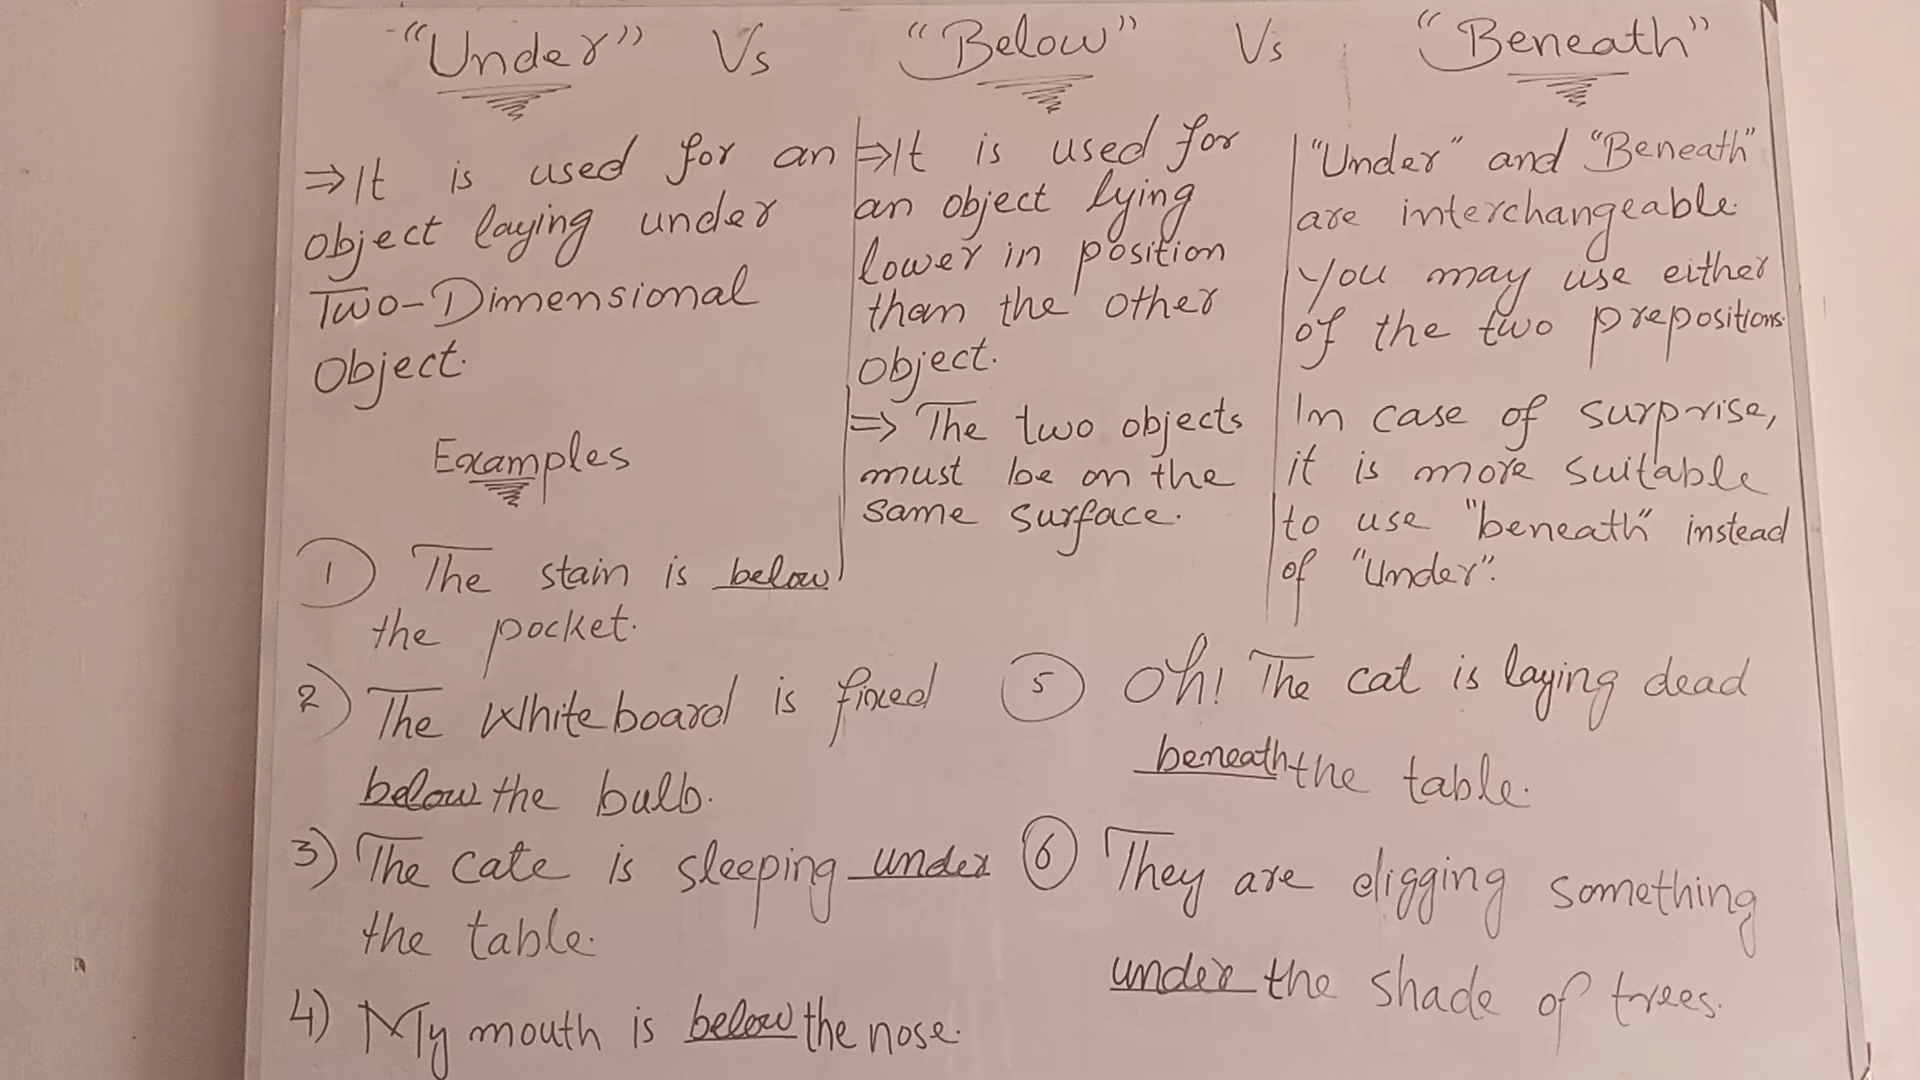 "Under" Vs "Below" Vs "Beneath"
⇒ It is used for an
object laying under
Two-Dimensional
Object.
⇒ It is used for
an object lying
lower in position
than the other
object.
⇒ The two objects
must be on the
same surface.
"Under" and "Beneath"
are interchangeable.
you may use either
of the two prepositions.
In case of surprise,
it is more suitable
to use "beneath" instead
of "Under".
Examples
1 The stain is below
the pocket.
2) The Whiteboard is fixed
below the bulb.
3) The cate is sleeping under
the table.
4) My mouth is below the nose.
5 Oh! The cat is laying dead
beneath the table.
6 They are digging something
under the shade of trees.